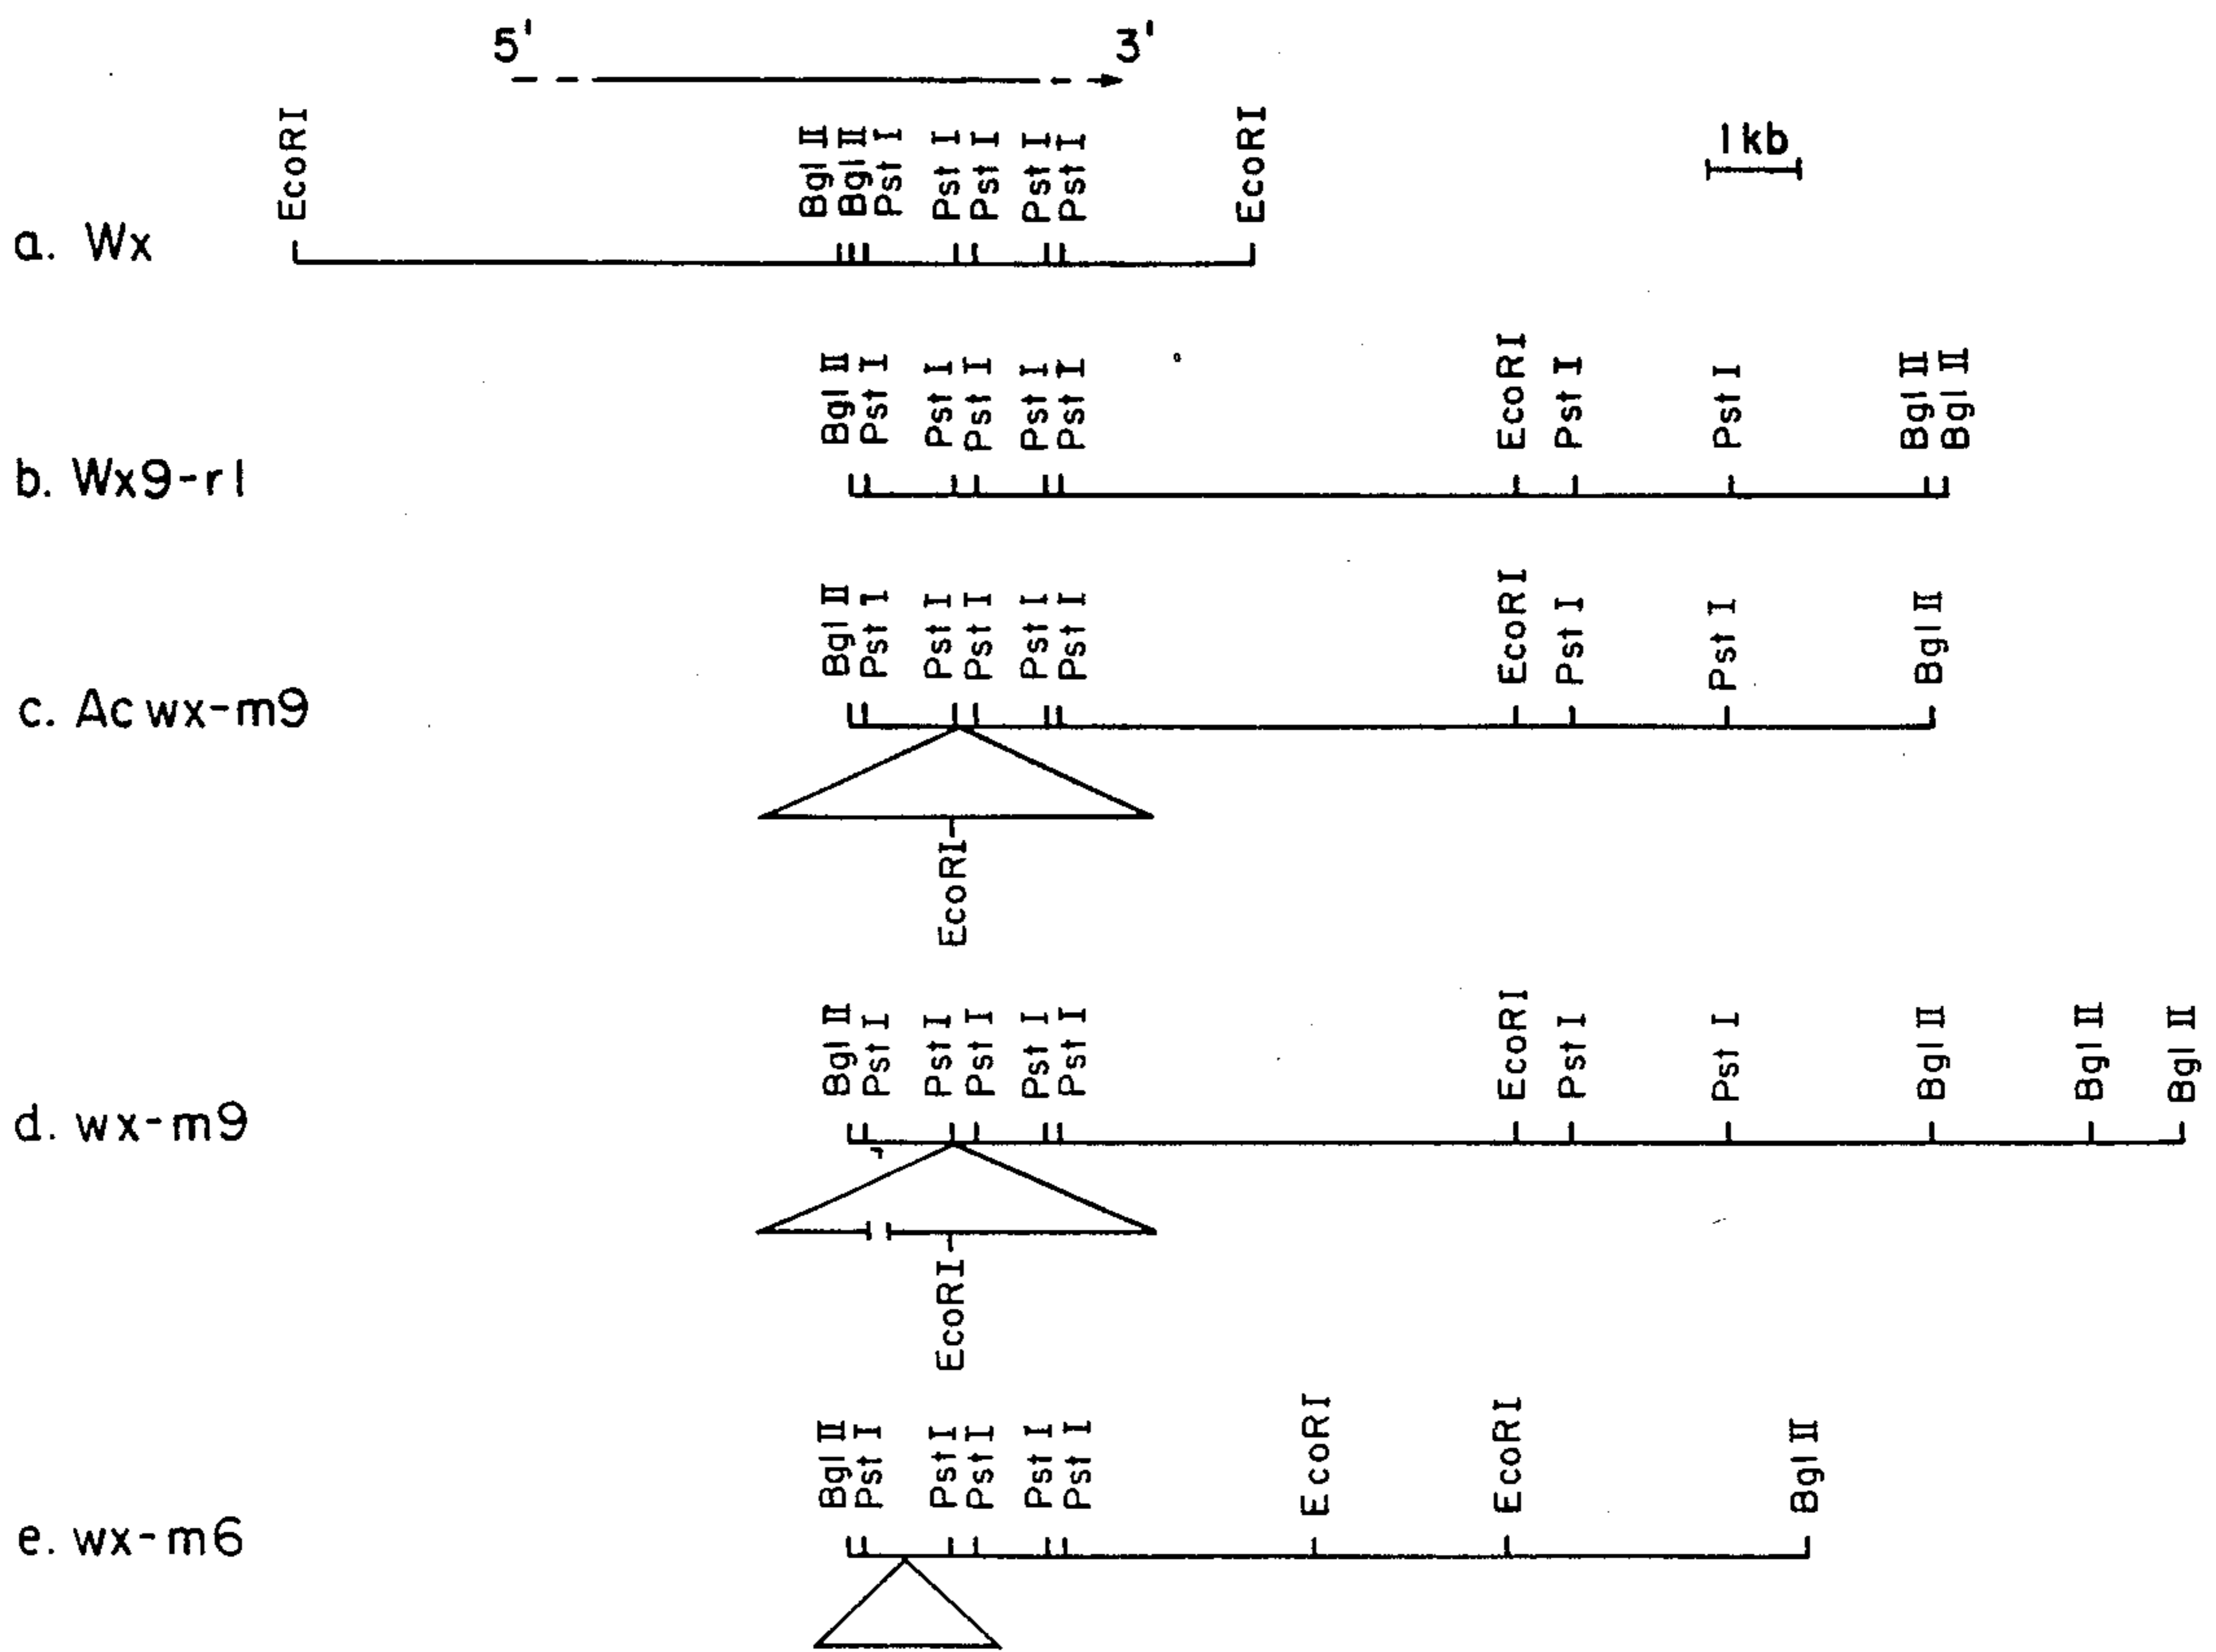 5' 3'
EcoRI Bgl II Bgl II Pst I Pst I Pst I Pst I Pst I EcoRI
1 kb
a. Wx
Bgl II Pst I Pst I Pst I Pst I Pst I EcoRI Pst I Pst I Bgl II Bgl II
b. Wx9-r1
Bgl II Pst I Pst I Pst I Pst I Pst I EcoRI Pst I Pst I Bgl II
c. Ac wx-m9
EcoRI
Bgl II Pst I Pst I Pst I Pst I Pst I EcoRI Pst I Pst I Bgl II Bgl II Bgl II
d. wx-m9
EcoRI
Bgl II Pst I Pst I Pst I Pst I Pst I EcoRI EcoRI Bgl II
e. wx-m6